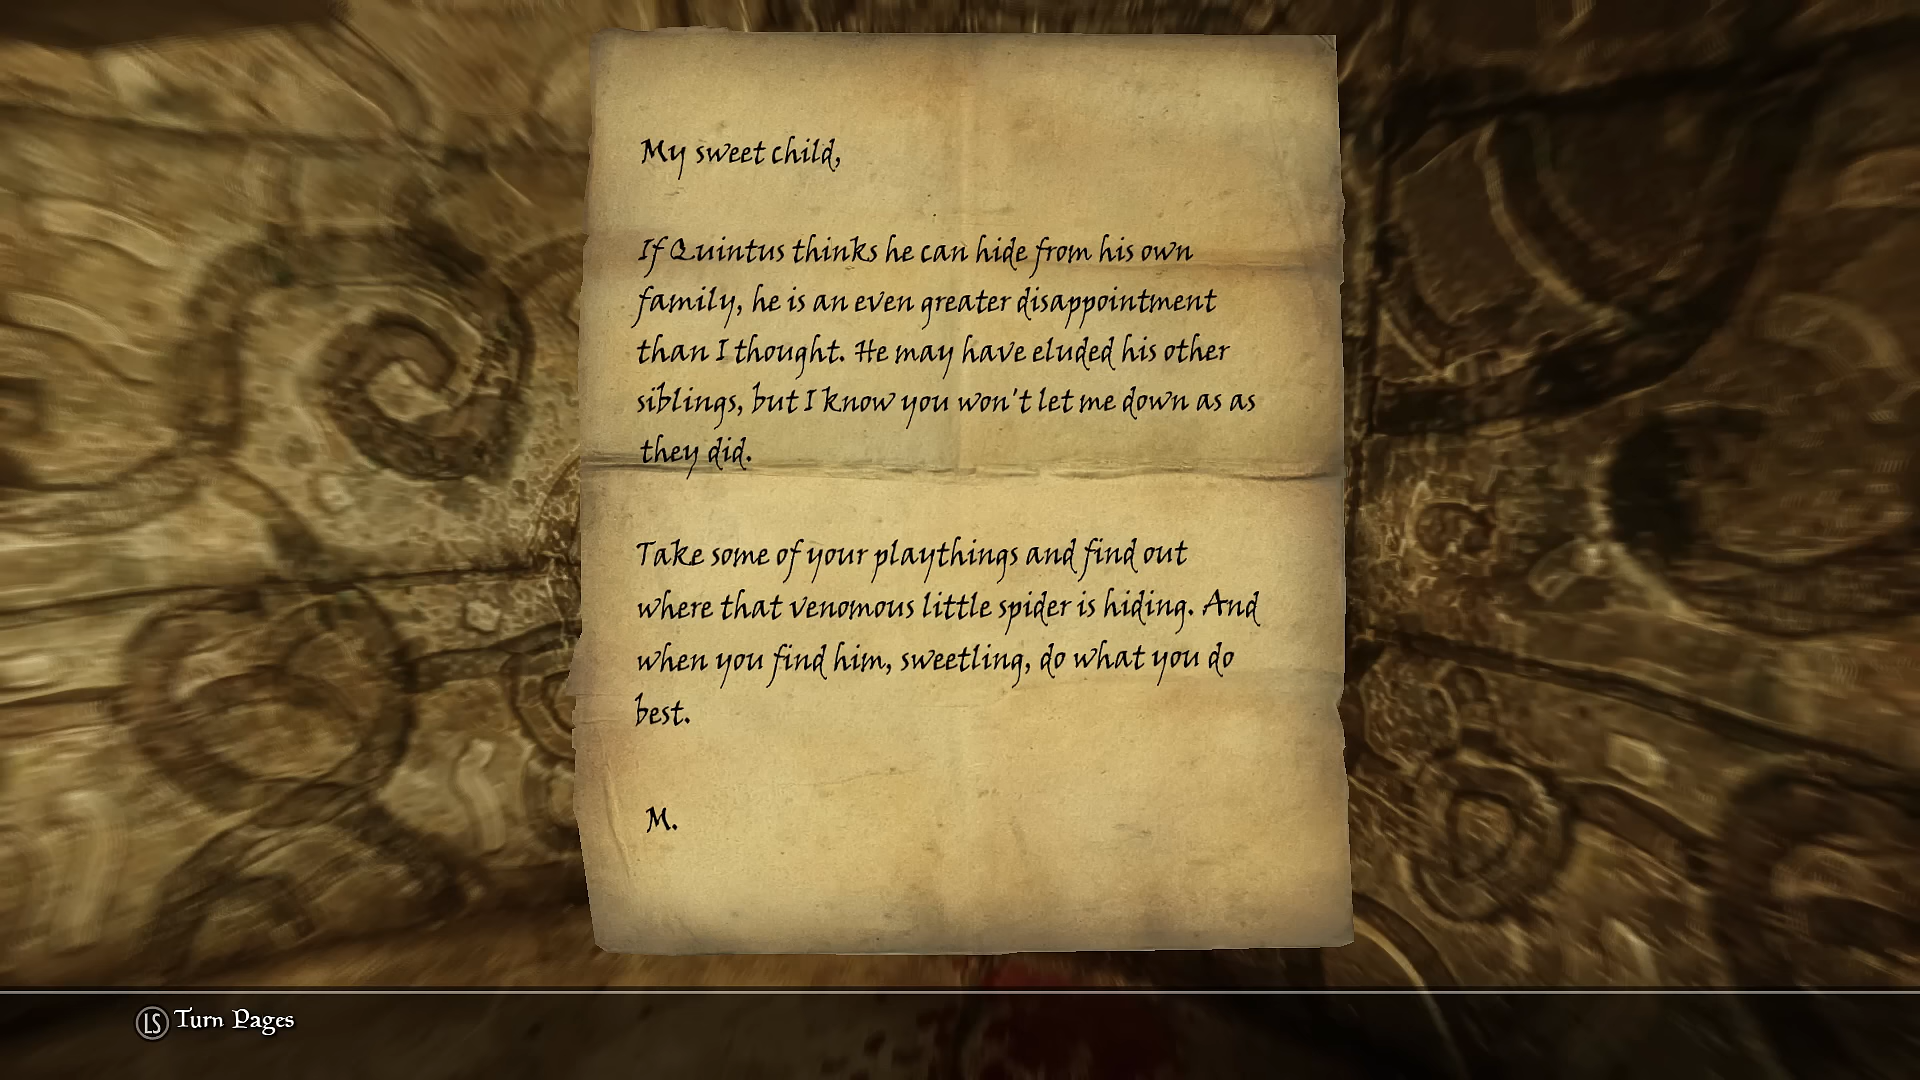 My sweet child,
If Quintus thinks he can hide from his own
family, he is an even greater disappointment
than I thought. He may have eluded his other
siblings, but I know you won't let me down as as
they did.
Take some of your playthings and find out
where that venomous little spider is hiding. And
when you find him, sweetling, do what you do
best.
M.
LS Turn Pages